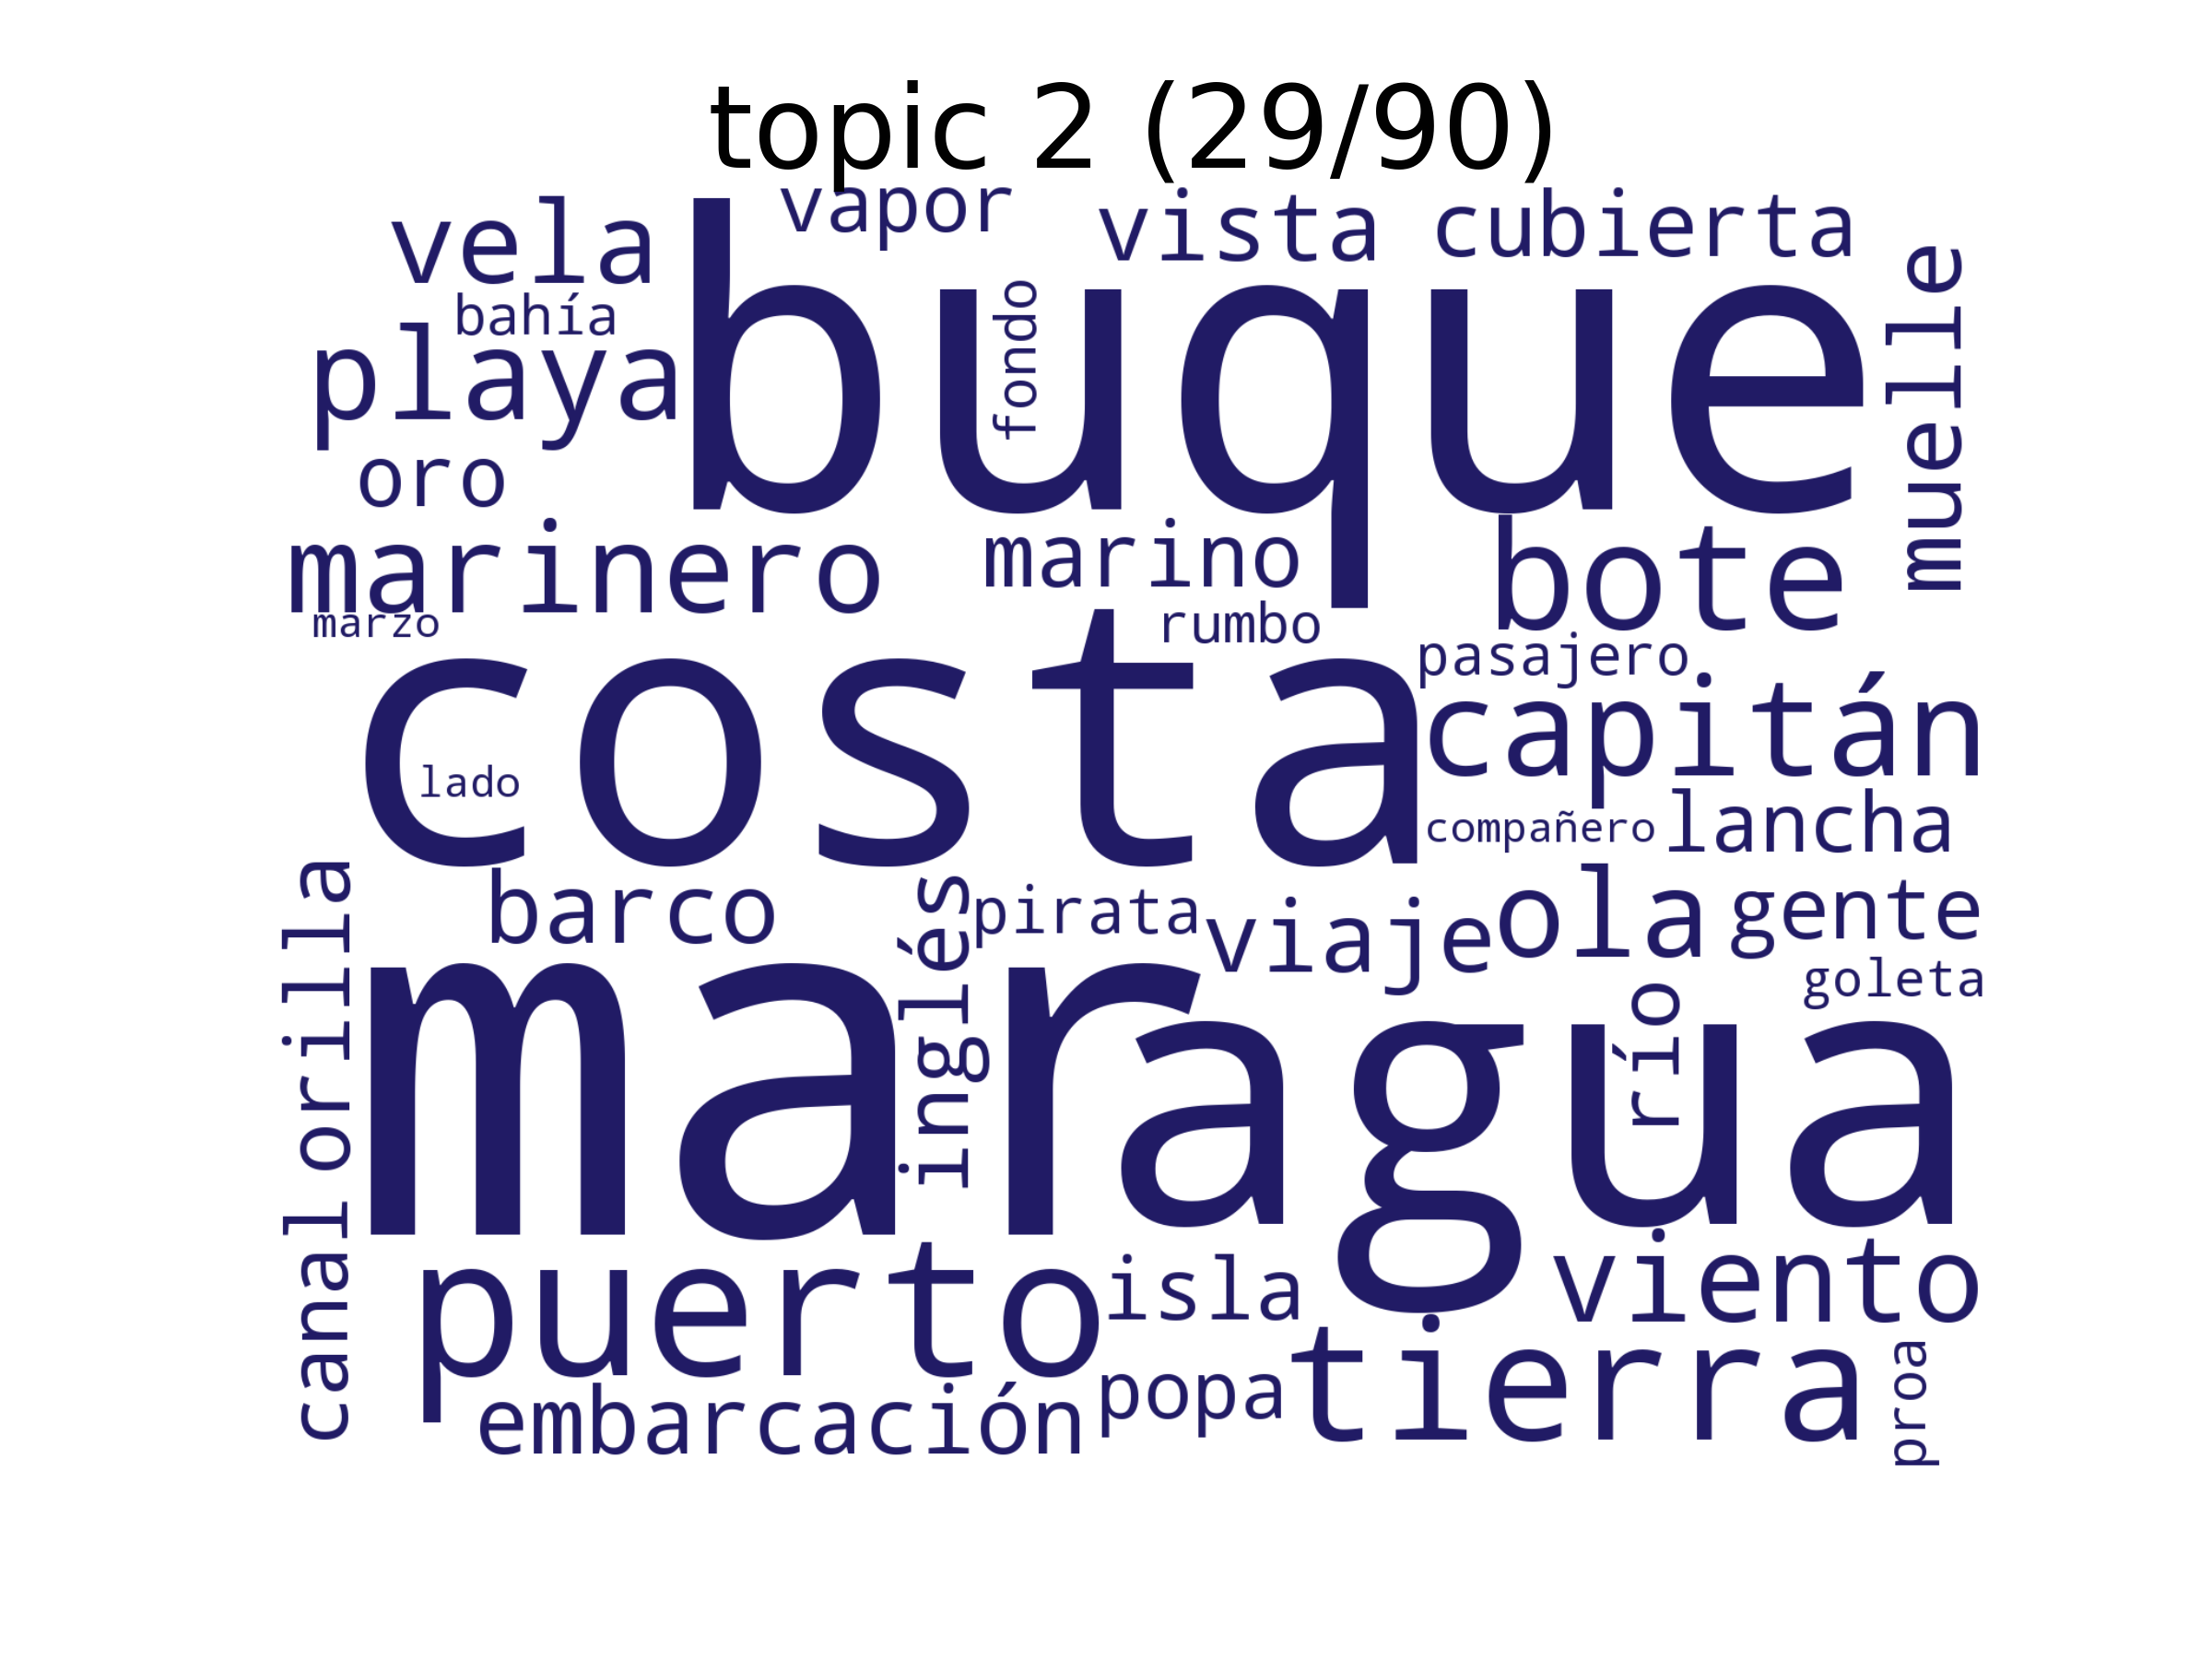 topic 2 (29/90)
vapor
vista
cubierta
vela
bahía
buque
fondo
muelle
playa
oro
marinero
marino
bote
marzo
rumbo
pasajero
costa
capitán
lado
compañero
lancha
orilla
barco
inglés
pirata
viaje
ola
gente
goleta
mar
agua
río
canal
puerto
isla
viento
embarcación
popa
tierra
proa